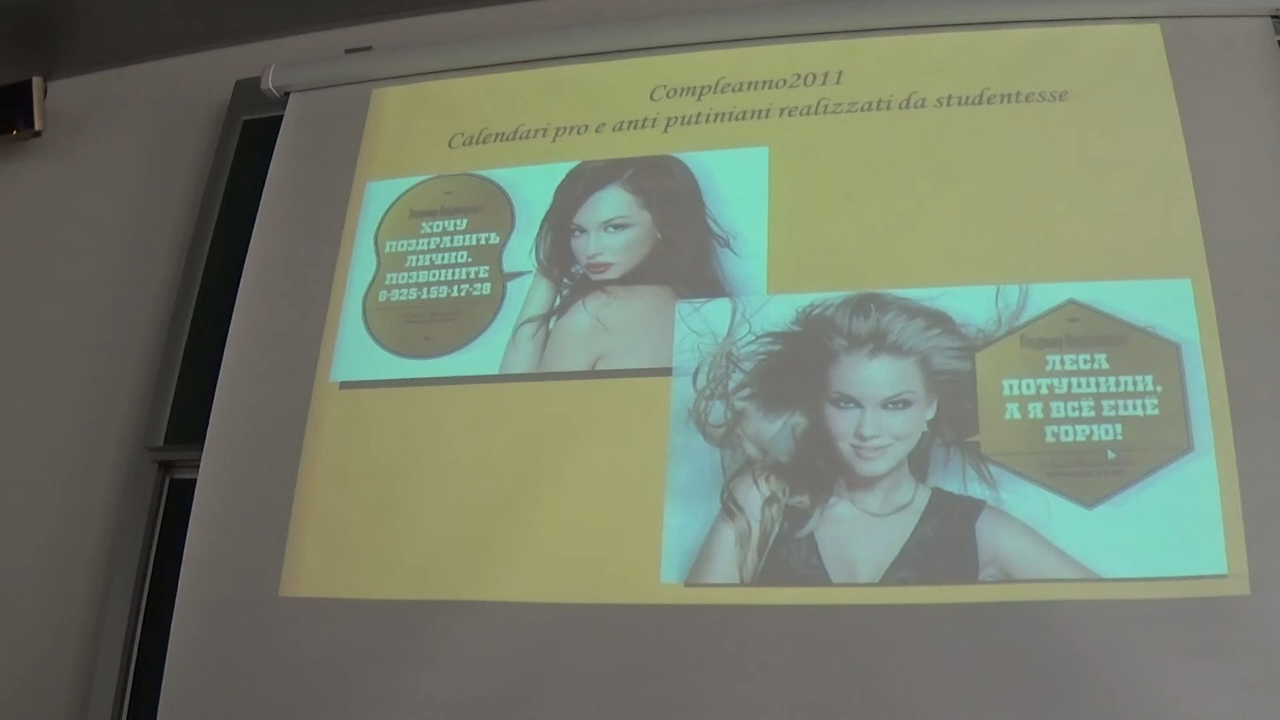 Compleanno2011
Calendari pro e anti putiniani realizzati da studentesse
ХОЧУ
ПОЗДРАВИТЬ
ЛИЧНО.
ПОЗВОНИТЕ
8-925-159-17-28
ЛЕСА
ПОТУШИЛИ,
А Я ВСЁ ЕЩЁ
ГОРЮ!